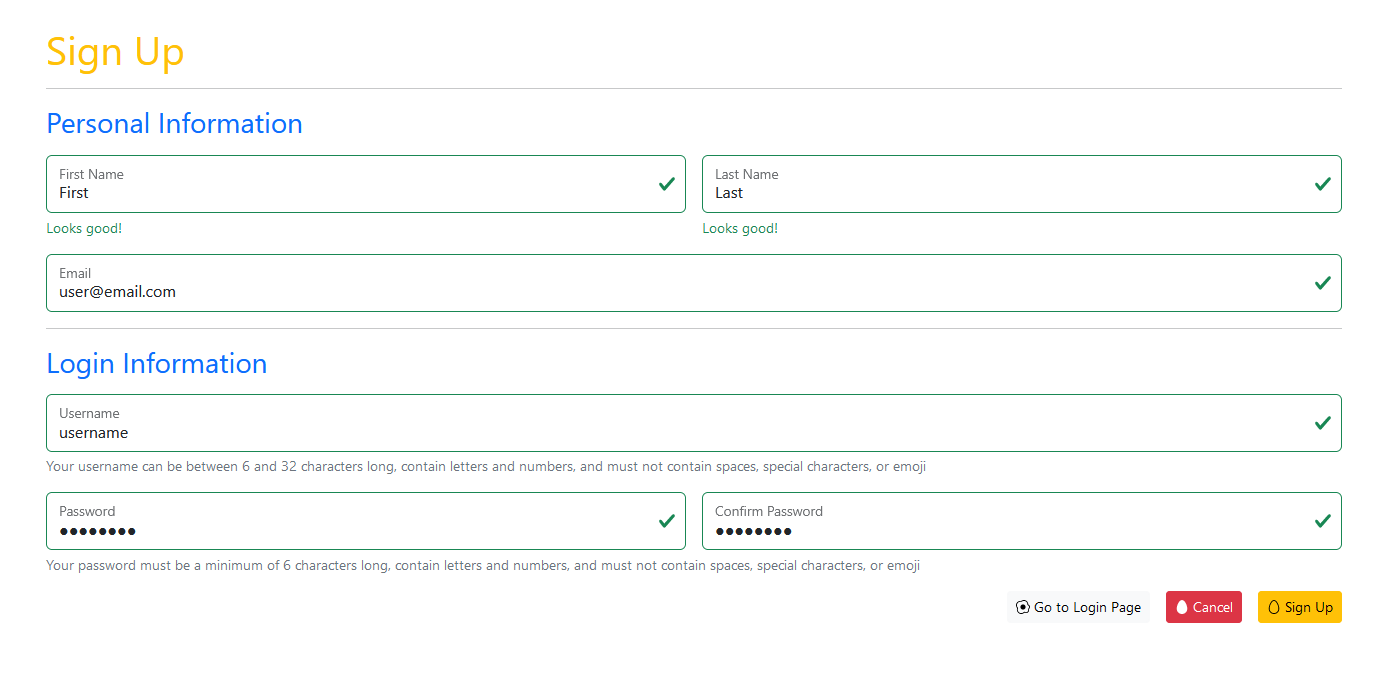 Sign Up
Personal Information
First Name
First
Looks good!
Last Name
Last
Looks good!
Email
user@email.com
Login Information
Username
username
Your username can be between 6 and 32 characters long, contain letters and numbers, and must not contain spaces, special characters, or emoji
Password
●●●●●●●●
Confirm Password
●●●●●●●●
Your password must be a minimum of 6 characters long, contain letters and numbers, and must not contain spaces, special characters, or emoji
Go to Login Page
Cancel
Sign Up